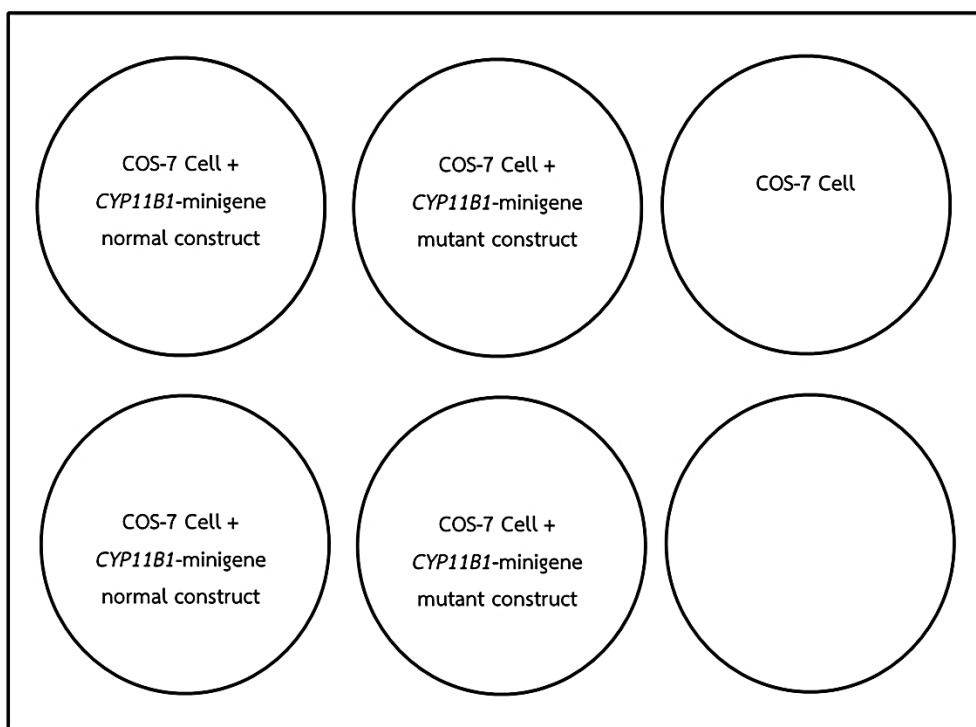 COS-7 Cell +
CYP11B1-minigene
normal construct
COS-7 Cell +
CYP11B1-minigene
mutant construct
COS-7 Cell
COS-7 Cell +
CYP11B1-minigene
normal construct
COS-7 Cell +
CYP11B1-minigene
mutant construct